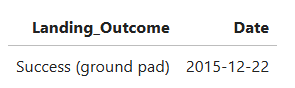 Landing_Outcome Date
Success (ground pad) 2015-12-22